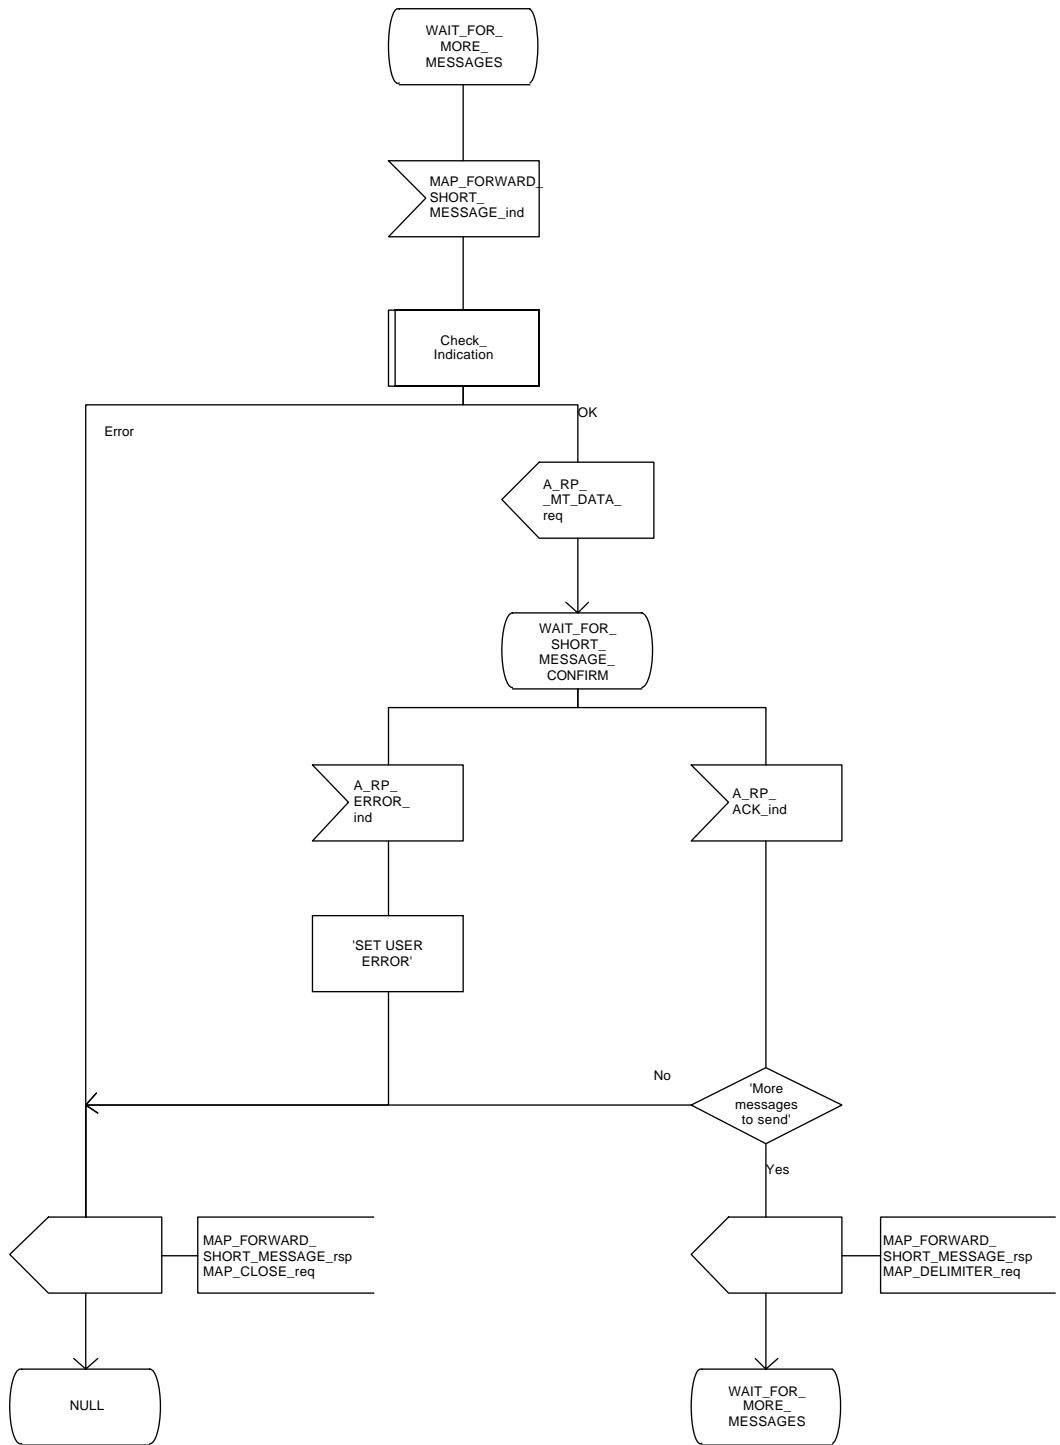 WAIT_FOR_
MORE_
MESSAGES
MAP_FORWARD_
SHORT_
MESSAGE_ind
Check_
Indication
OK
Error
A_RP_
_MT_DATA_
req
WAIT_FOR_
SHORT_
MESSAGE_
CONFIRM
A_RP_
ERROR_
ind
A_RP_
ACK_ind
'SET USER
ERROR'
No
'More
messages
to send'
Yes
MAP_FORWARD_
SHORT_MESSAGE_rsp
MAP_CLOSE_req
MAP_FORWARD_
SHORT_MESSAGE_rsp
MAP_DELIMITER_req
NULL
WAIT_FOR_
MORE_
MESSAGES